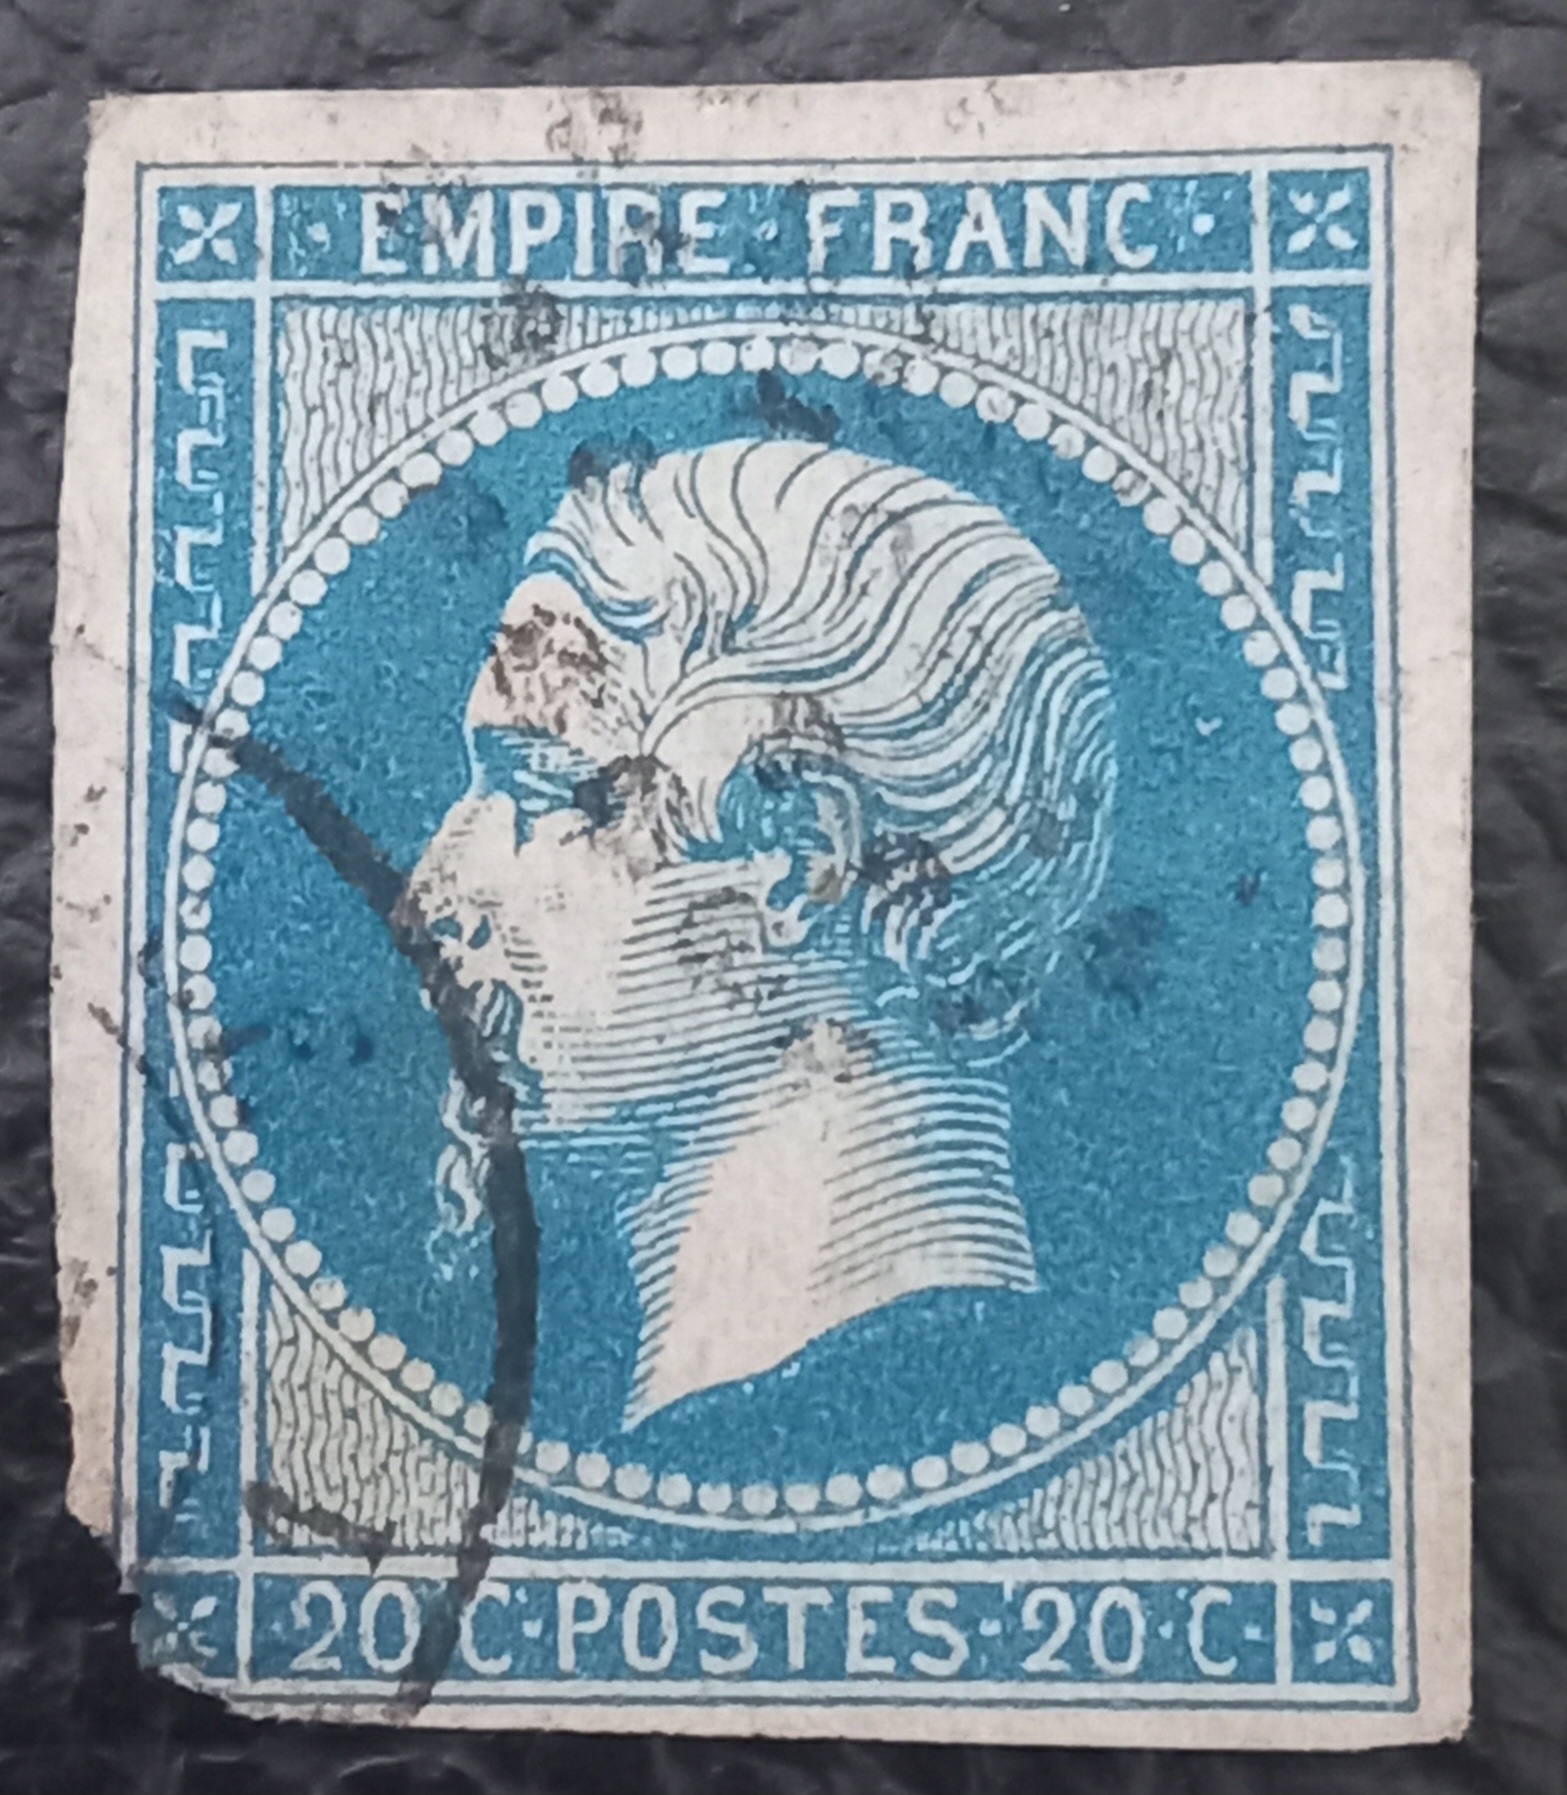 · EMPIRE · FRANC ·
20 C · POSTES · 20 · C ·